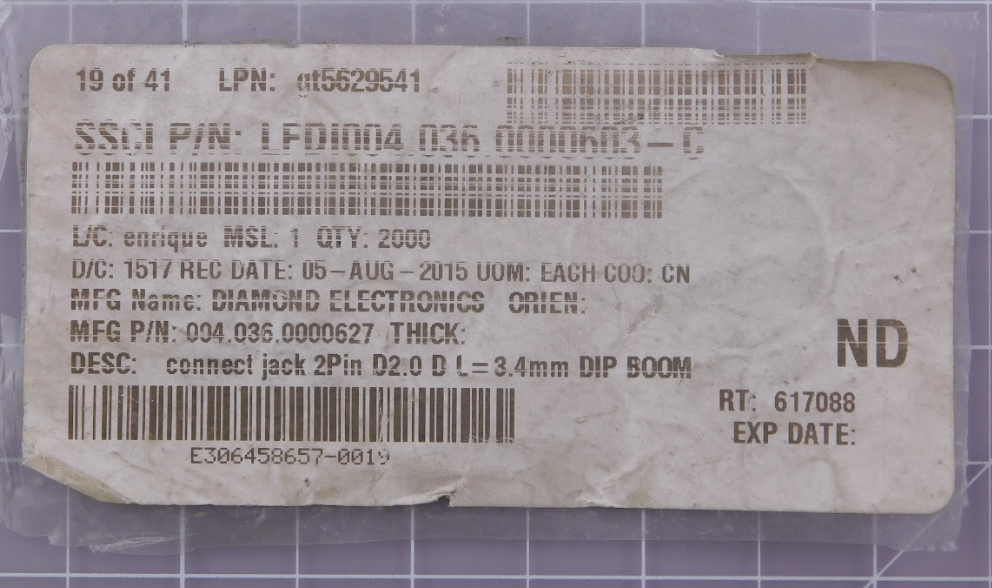 19 of 41 LPN: qt5629541
SSCI P/N: LFDI004.036.0000603-C
L/C: enrique MSL: 1 QTY: 2000
D/C: 1517 REC DATE: 05-AUG-2015 UOM: EACH COO: CN
MFG Name: DIAMOND ELECTRONICS ORIEN:
MFG P/N: 004.036.0000627 THICK:
ND
DESC: connect jack 2Pin D2.0 D L=3.4mm DIP BOOM
RT: 617088
EXP DATE:
E306458657-0019